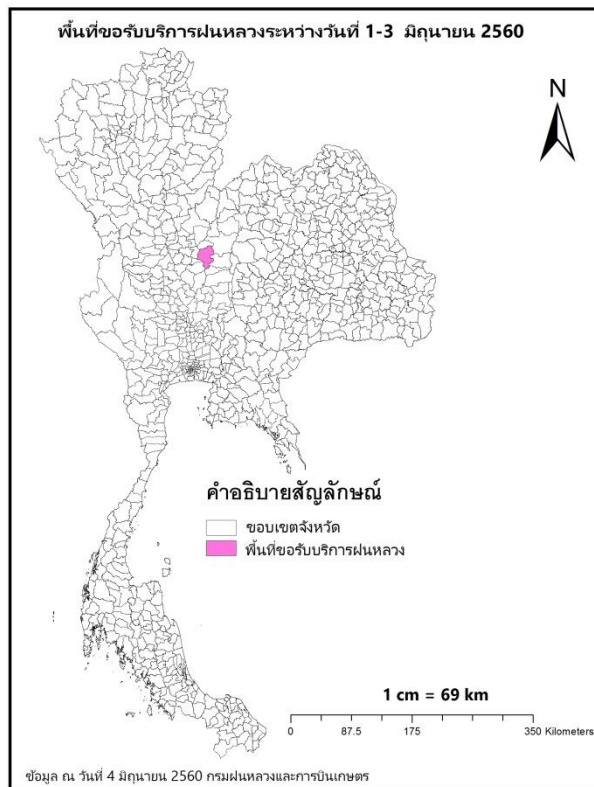 พื้นที่ขอรับบริการฝนหลวงระหว่างวันที่ 1-3 มิถุนายน 2560
N
คำอธิบายสัญลักษณ์
ขอบเขตจังหวัด
พื้นที่ขอรับบริการฝนหลวง
1 cm = 69 km
0 87.5 175 350 Kilometers
ข้อมูล ณ วันที่ 4 มิถุนายน 2560 กรมฝนหลวงและการบินเกษตร